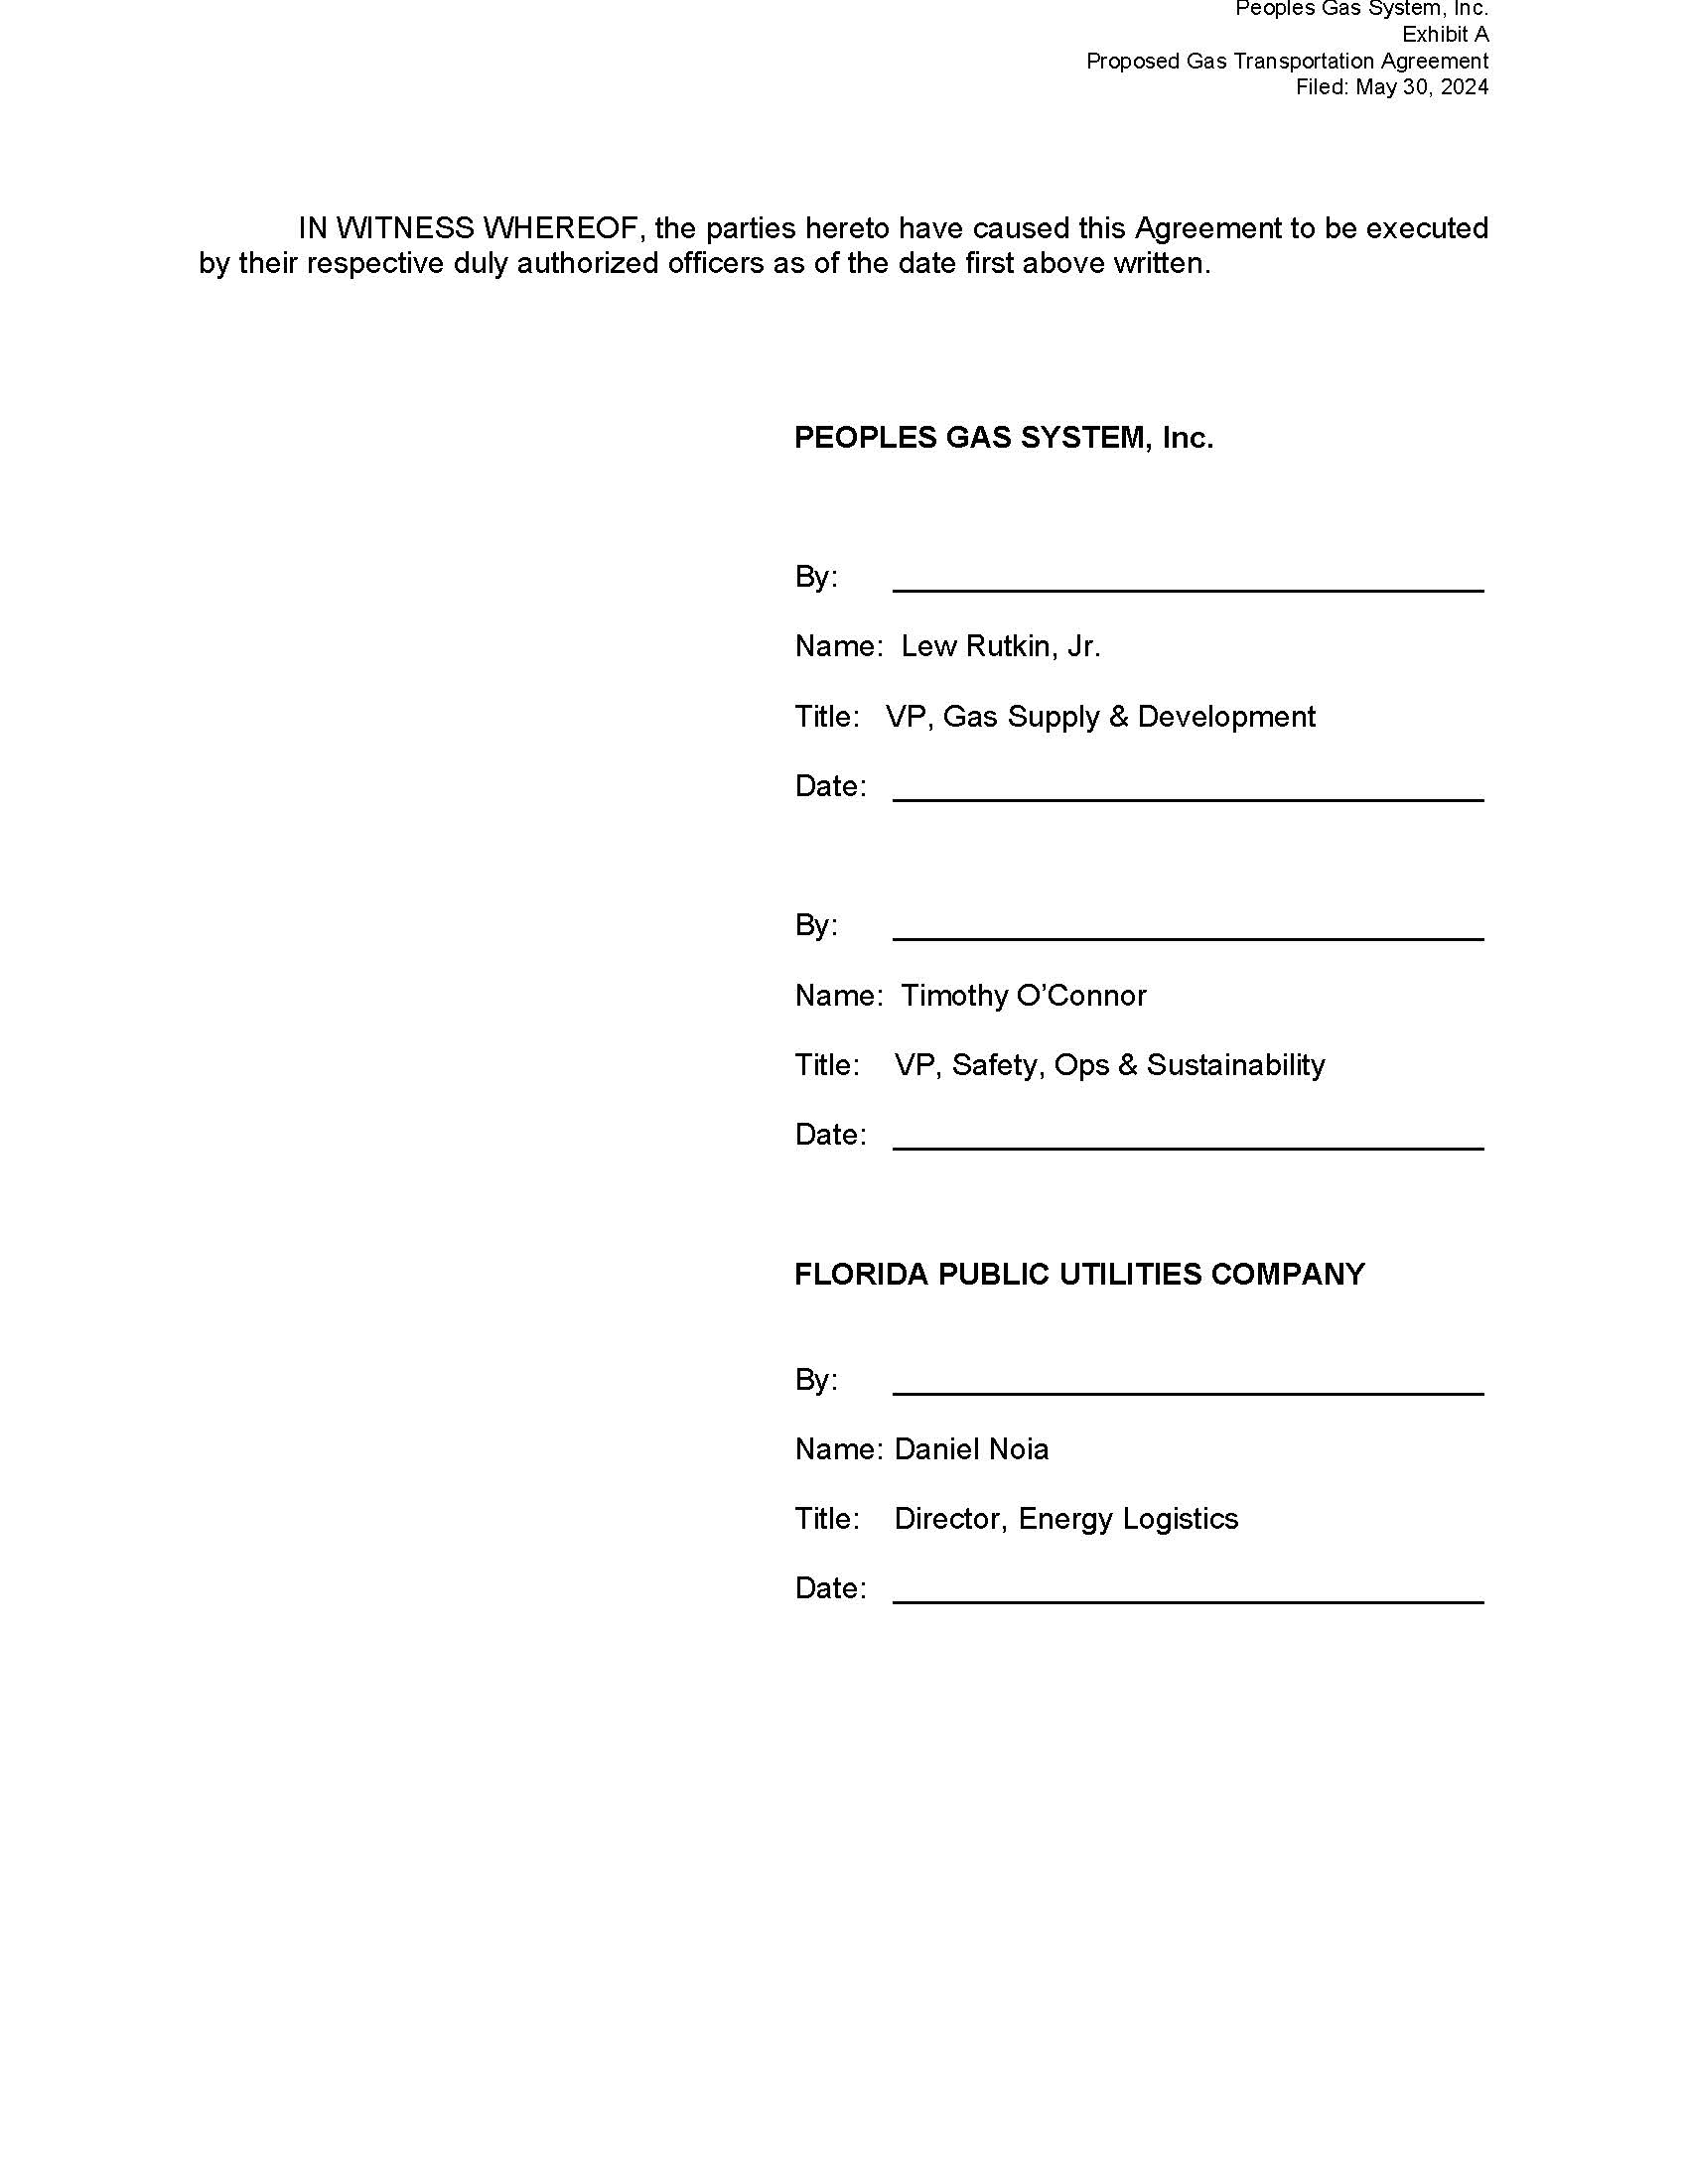 Peoples Gas System, Inc.
Exhibit A
Proposed Gas Transportation Agreement
Filed: May 30, 2024
IN WITNESS WHEREOF, the parties hereto have caused this Agreement to be executed
by their respective duly authorized officers as of the date first above written.
PEOPLES GAS SYSTEM, Inc.
By:
Name: Lew Rutkin, Jr.
Title: VP, Gas Supply & Development
Date:
By:
Name: Timothy O’Connor
Title: VP, Safety, Ops & Sustainability
Date:
FLORIDA PUBLIC UTILITIES COMPANY
By:
Name: Daniel Noia
Title: Director, Energy Logistics
Date: